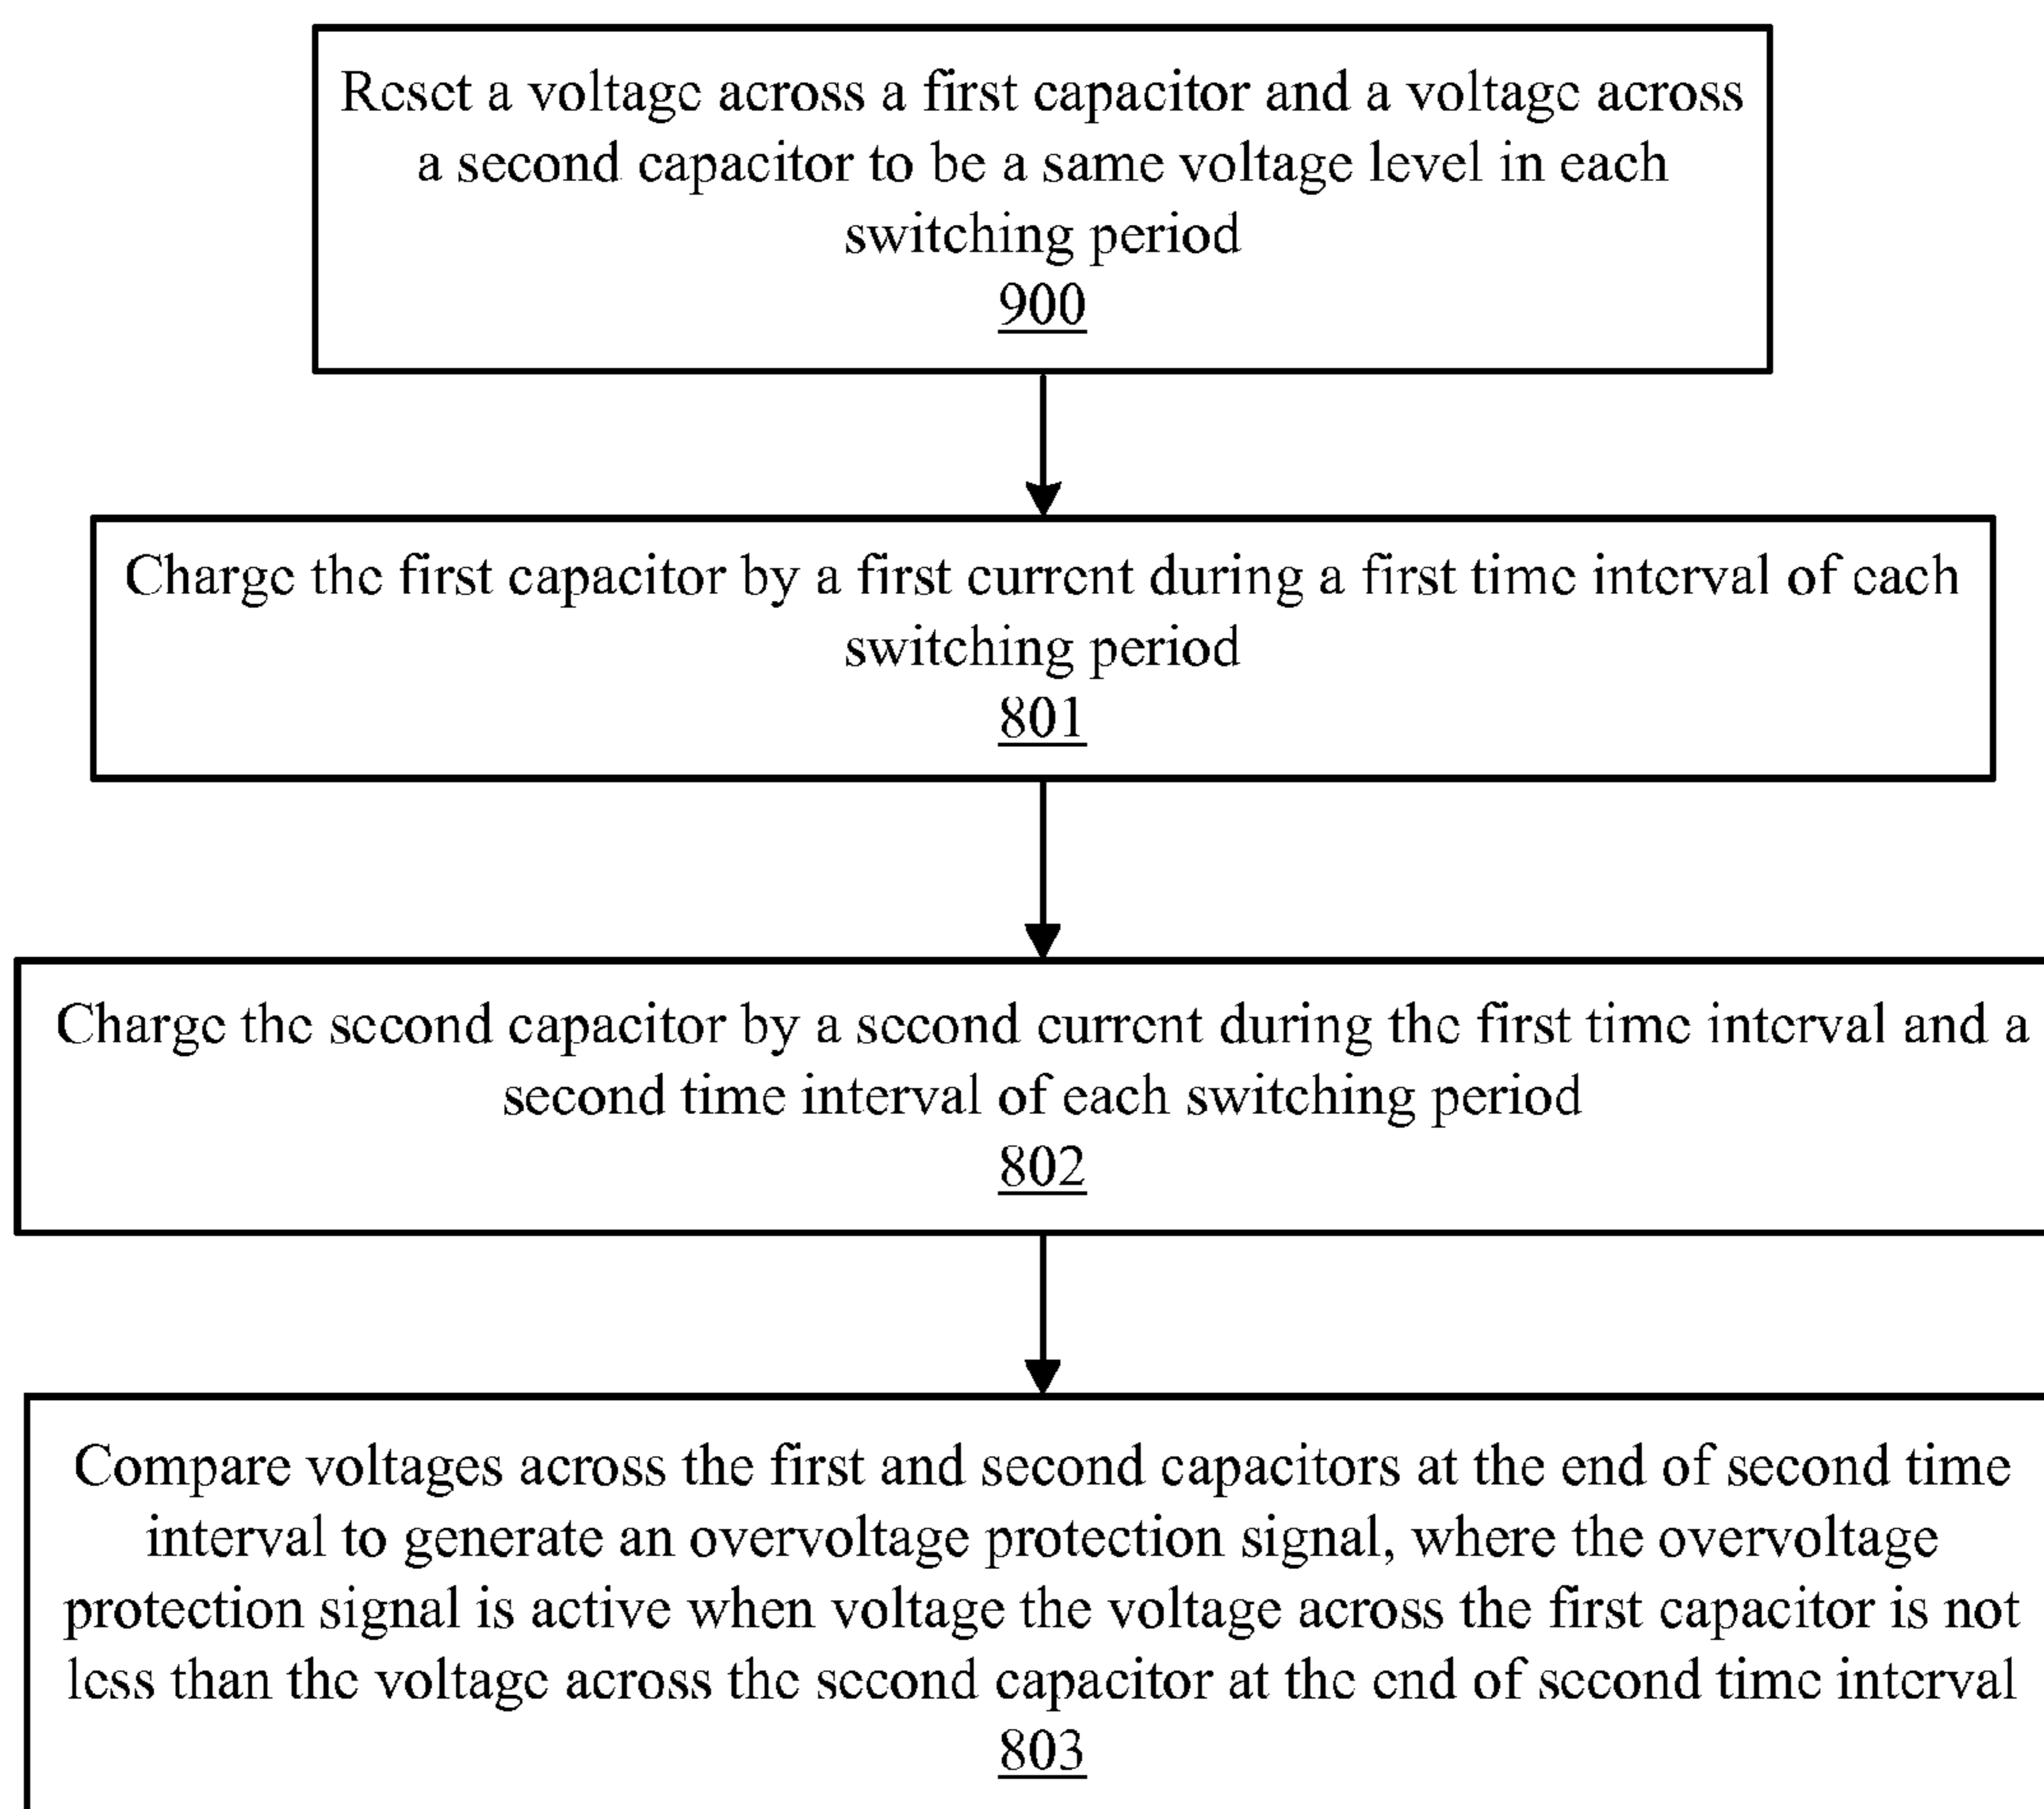 Reset a voltage across a first capacitor and a voltage across
a second capacitor to be a same voltage level in each
switching period
900
Charge the first capacitor by a first current during a first time interval of each
switching period
801
Charge the second capacitor by a second current during the first time interval and a
second time interval of each switching period
802
Compare voltages across the first and second capacitors at the end of second time
interval to generate an overvoltage protection signal, where the overvoltage
protection signal is active when voltage the voltage across the first capacitor is not
less than the voltage across the second capacitor at the end of second time interval
803